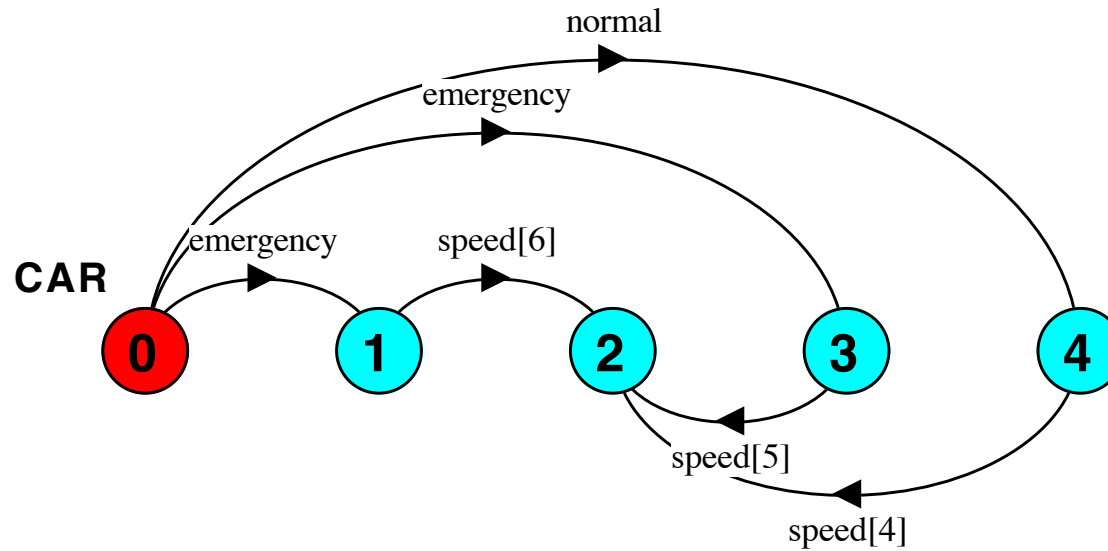 normal
emergency
emergency
speed[6]
CAR
0
1
2
3
4
speed[5]
speed[4]